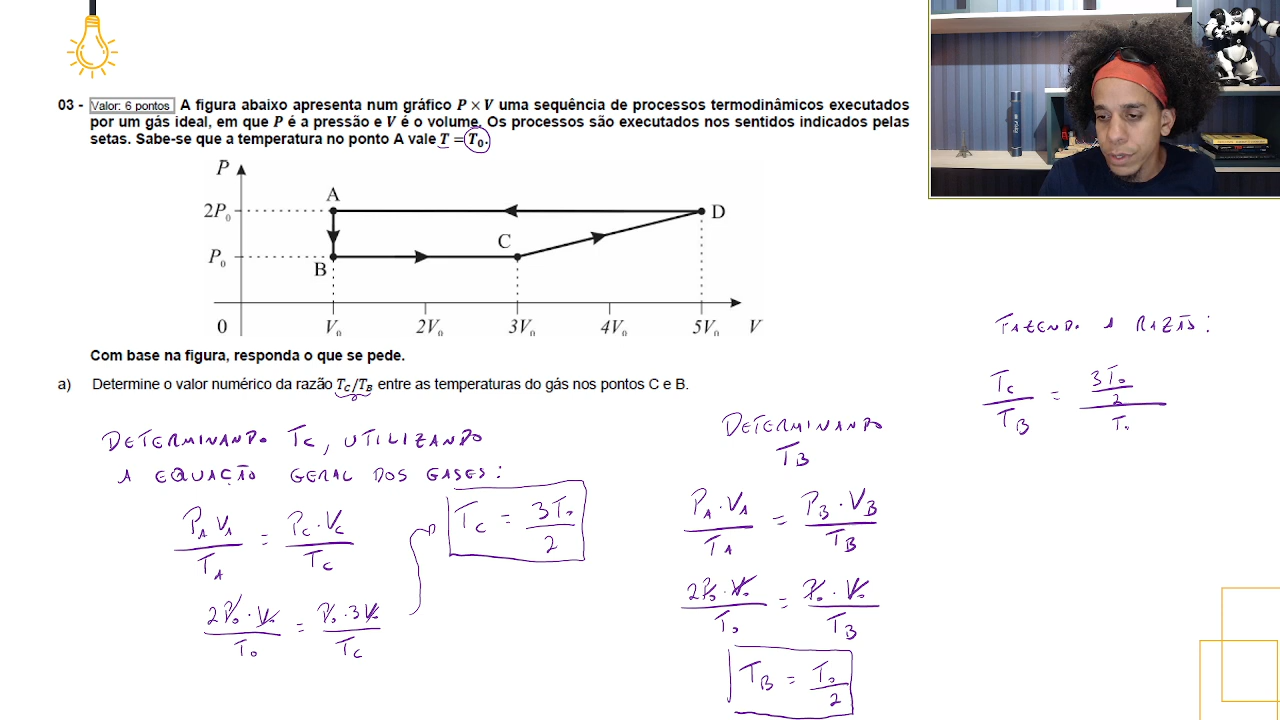 03 - Valor: 6 pontos A figura abaixo apresenta num gráfico P × V uma sequência de processos termodinâmicos executados
por um gás ideal, em que P é a pressão e V é o volume. Os processos são executados nos sentidos indicados pelas
setas. Sabe-se que a temperatura no ponto A vale T = T₀.
P
A
2P₀
D
C
P₀
B
0 V₀ 2V₀ 3V₀ 4V₀ 5V₀ V
Com base na figura, responda o que se pede.
a) Determine o valor numérico da razão T_C/T_B entre as temperaturas do gás nos pontos C e B.
DETERMINANDO T_C, UTILIZANDO
A EQUAÇÃO GERAL DOS GASES:
P_A V_A / T_A = P_C · V_C / T_C
2P₀ · V₀ / T₀ = P₀ · 3V₀ / T_C
T_C = 3T₀ / 2
DETERMINANDO
T_B
P_A · V_A / T_A = P_B · V_B / T_B
2P₀ · V₀ / T₀ = P₀ · V₀ / T_B
T_B = T₀ / 2
FAZENDO A RAZÃO:
T_C / T_B = 3T₀ / 2 / T₀